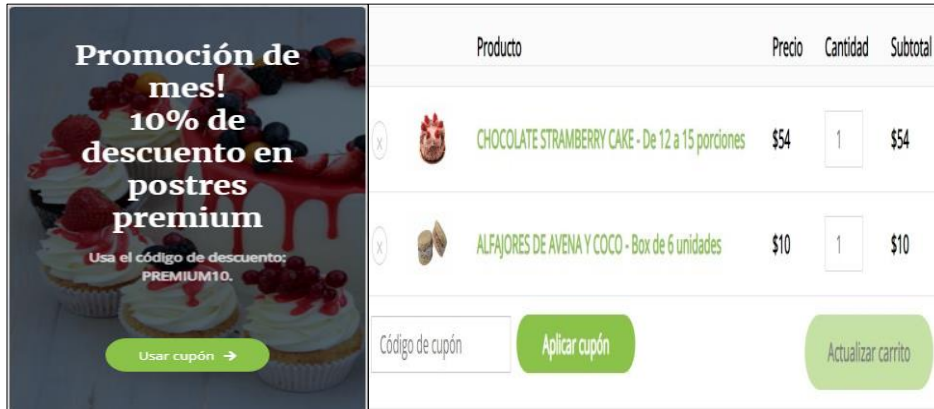 Promoción de
mes!
10% de
descuento en
postres
premium
Usa el código de descuento:
PREMIUM10.
Usar cupón →
Producto Precio Cantidad Subtotal
x CHOCOLATE STRAMBERRY CAKE - De 12 a 15 porciones $54 1 $54
x ALFAJORES DE AVENA Y COCO - Box de 6 unidades $10 1 $10
Código de cupón Aplicar cupón Actualizar carrito